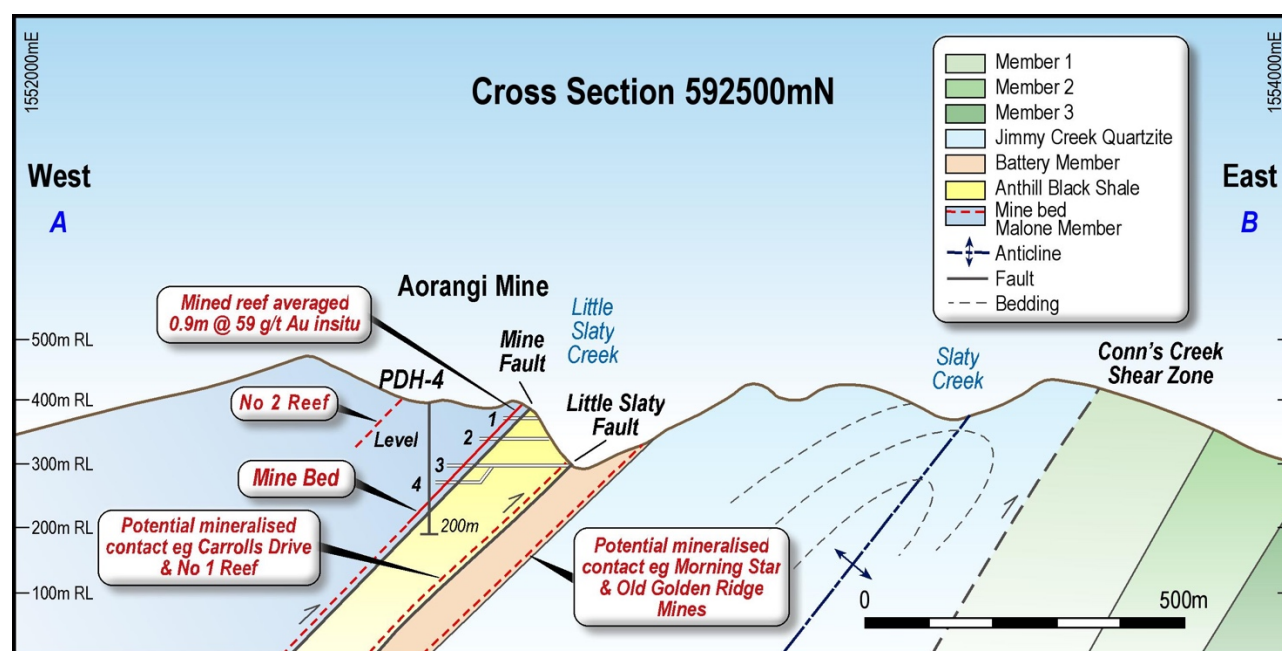 1552000mE
Cross Section 592500mN
1554000mE
West
A
East
B
Member 1
Member 2
Member 3
Jimmy Creek Quartzite
Battery Member
Anthill Black Shale
Mine bed
Malone Member
Anticline
Fault
Bedding
Aorangi Mine
Mined reef averaged
0.9m @ 59 g/t Au insitu
Little
Slaty
Creek
Mine
Fault
Slaty
Creek
Conn's Creek
Shear Zone
500m RL
400m RL
300m RL
200m RL
100m RL
PDH-4
No 2 Reef
Level
1
2
3
4
Little Slaty
Fault
Mine Bed
200m
Potential mineralised
contact eg Carrolls Drive
& No 1 Reef
Potential mineralised
contact eg Morning Star
& Old Golden Ridge
Mines
0
500m